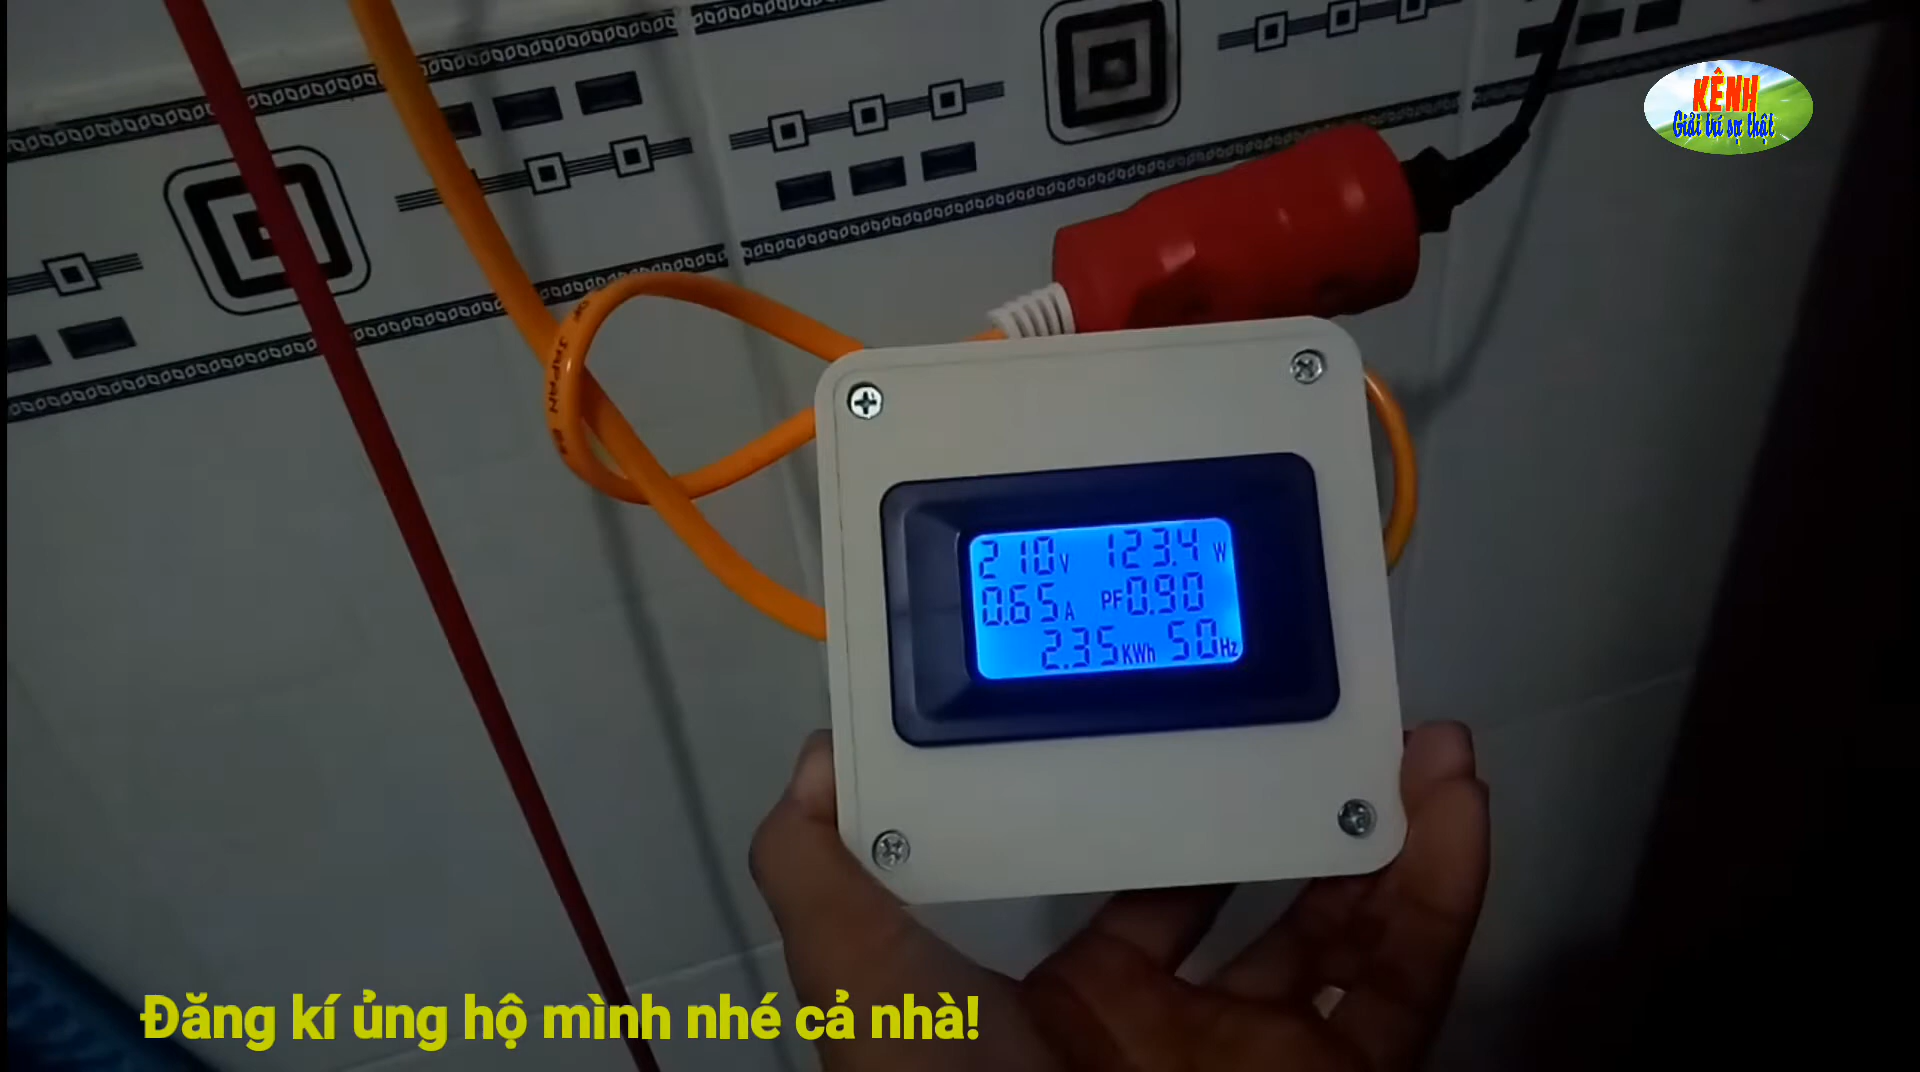 KÊNH
Giải trí sự thật
JAPAN
210V 123.4 W
0.65A PF0.90
2.35KWh 50Hz
Đăng kí ủng hộ mình nhé cả nhà!